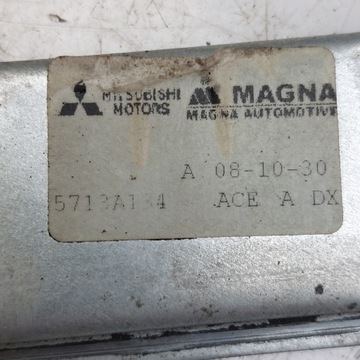 MITSUBISHI MAGNA
MOTORS MAGNA AUTOMOTIVE
A 08-10-30
ACE A DX